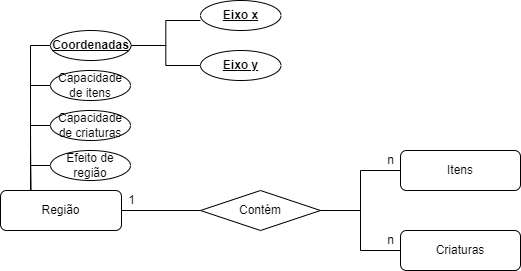 Eixo x
Coordenadas
Eixo y
Capacidade
de itens
Capacidade
de criaturas
Efeito de
região
n
Itens
Região
1
Contém
n
Criaturas